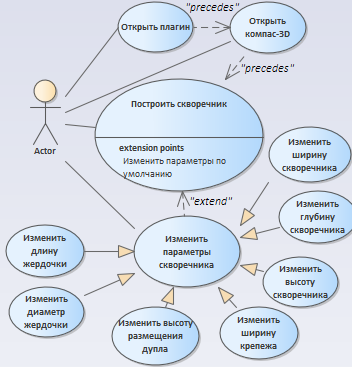 "precedes"
Открыть плагин
Открыть
компас-3D
"precedes"
Построить скворечник
extension points
Изменить параметры по
умолчанию
Actor
Изменить
ширину
скворечника
"extend"
Изменить
глубину
скворечника
Изменить
параметры
скворечника
Изменить
длину
жердочки
Изменить
высоту
скворечника
Изменить
диаметр
жердочки
Изменить высоту
размещения
дупла
Изменить
ширину
крепежа